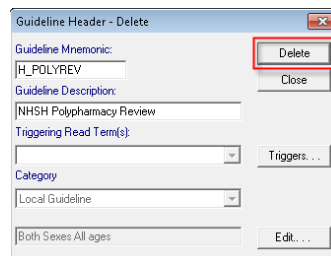 Guideline Header - Delete
Guideline Mnemonic:
H_POLYREV
Delete
Close
Guideline Description:
NHSH Polypharmacy Review
Triggering Read Term(s):
Triggers. . .
Category
Local Guideline
Both Sexes All ages
Edit.. . .